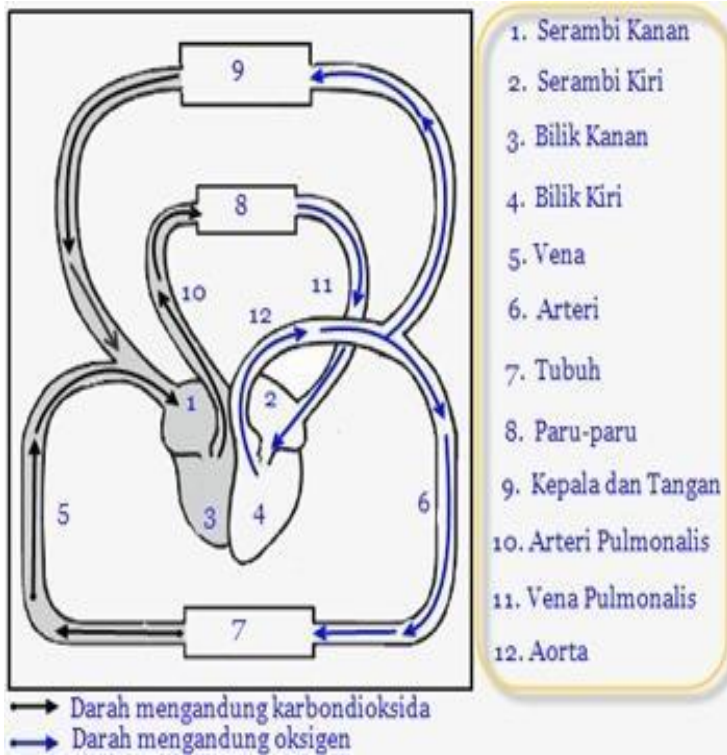 9
8
10
11
12
1
2
5
3
4
6
7
1. Serambi Kanan
2. Serambi Kiri
3. Bilik Kanan
4. Bilik Kiri
5. Vena
6. Arteri
7. Tubuh
8. Paru-paru
9. Kepala dan Tangan
10. Arteri Pulmonalis
11. Vena Pulmonalis
12. Aorta
Darah mengandung karbondioksida
Darah mengandung oksigen